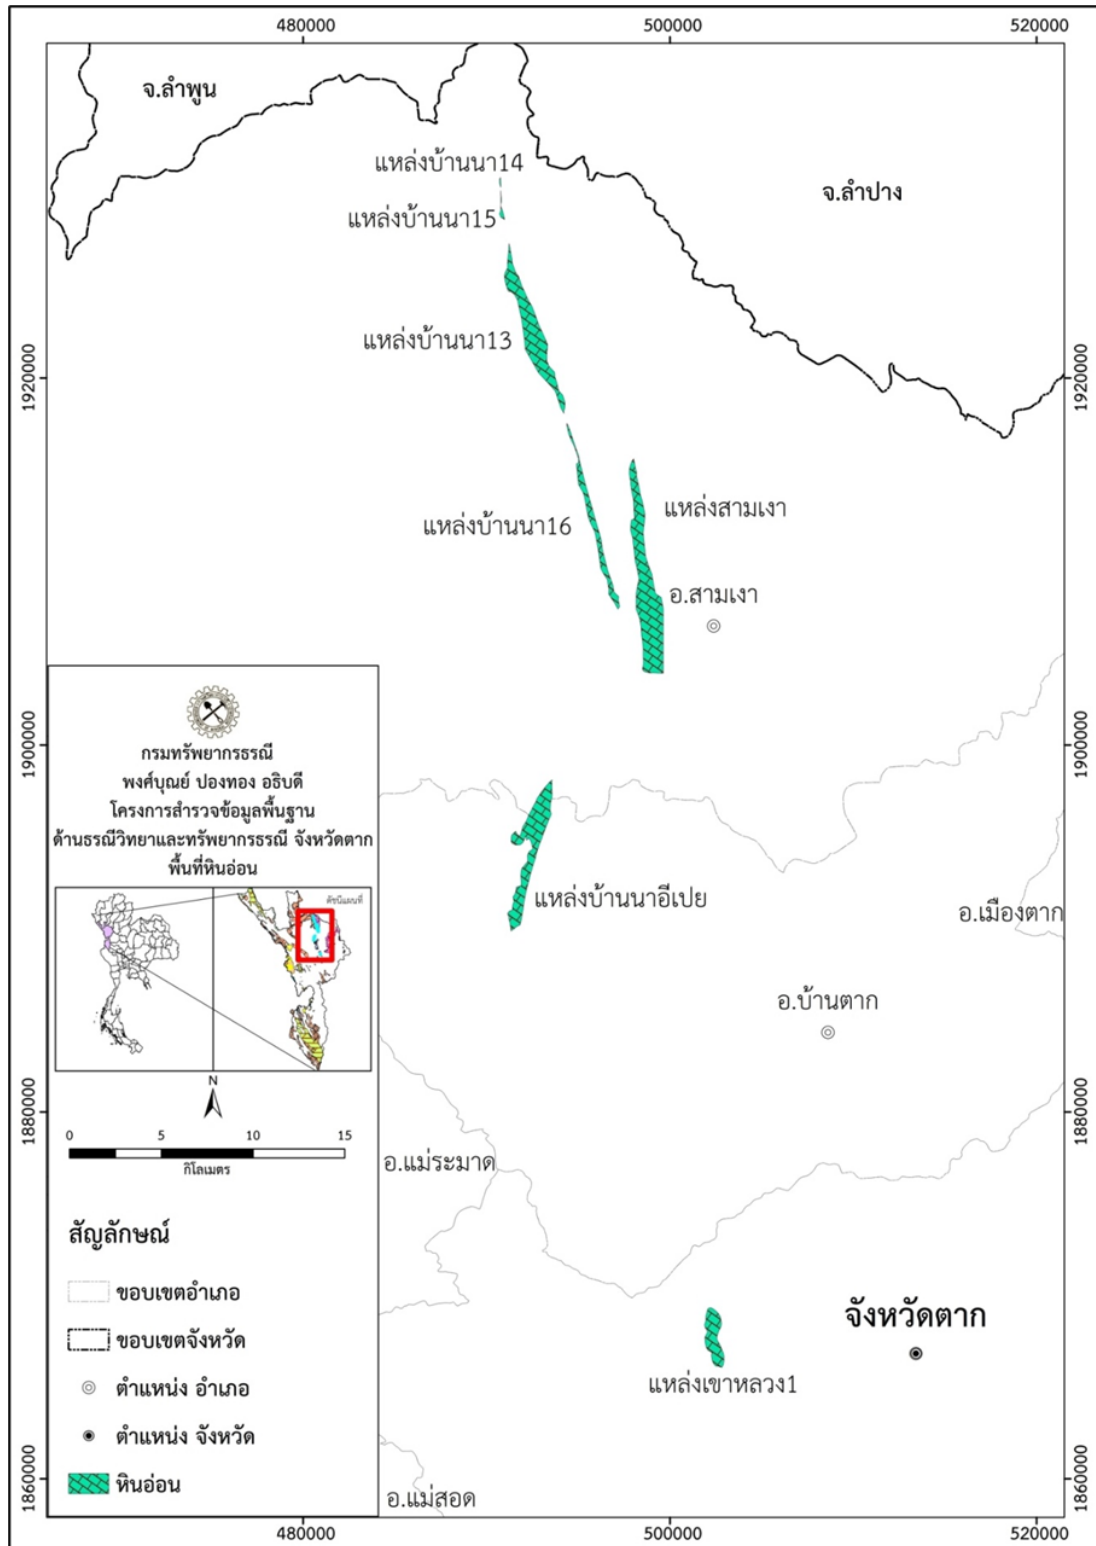 480000
500000
520000
จ.ลำพูน
แหล่งบ้านนา14
จ.ลำปาง
แหล่งบ้านนา15
แหล่งบ้านนา13
1920000
1920000
แหล่งสามเงา
แหล่งบ้านนา16
อ.สามเงา
1900000
1900000
แหล่งบ้านนาอีเปย
อ.เมืองตาก
อ.บ้านตาก
1880000
1880000
อ.แม่ระมาด
จังหวัดตาก
แหล่งเขาหลวง1
1860000
1860000
อ.แม่สอด
480000
500000
520000
กรมทรัพยากรธรณี
พงศ์บุณย์ ปองทอง อธิบดี
โครงการสำรวจข้อมูลพื้นฐาน
ด้านธรณีวิทยาและทรัพยากรธรณี จังหวัดตาก
พื้นที่หินอ่อน
ดัชนีแผนที่
N
0 5 10 15
กิโลเมตร
สัญลักษณ์
ขอบเขตอำเภอ
ขอบเขตจังหวัด
ตำแหน่ง อำเภอ
ตำแหน่ง จังหวัด
หินอ่อน